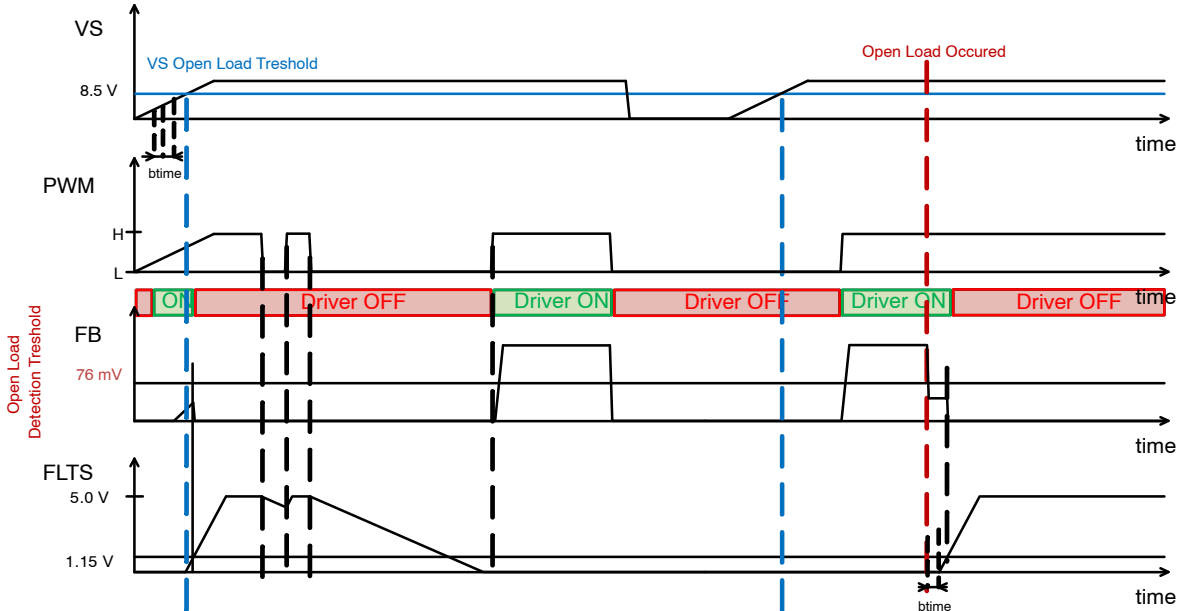 VS
VS Open Load Treshold
Open Load Occured
8.5 V
time
btime
PWM
H
L
ON
Driver OFF
Driver ON
Driver OFF
Driver ON
Driver OFF
time
FB
Open Load
Detection Treshold
76 mV
time
FLTS
5.0 V
1.15 V
time
btime